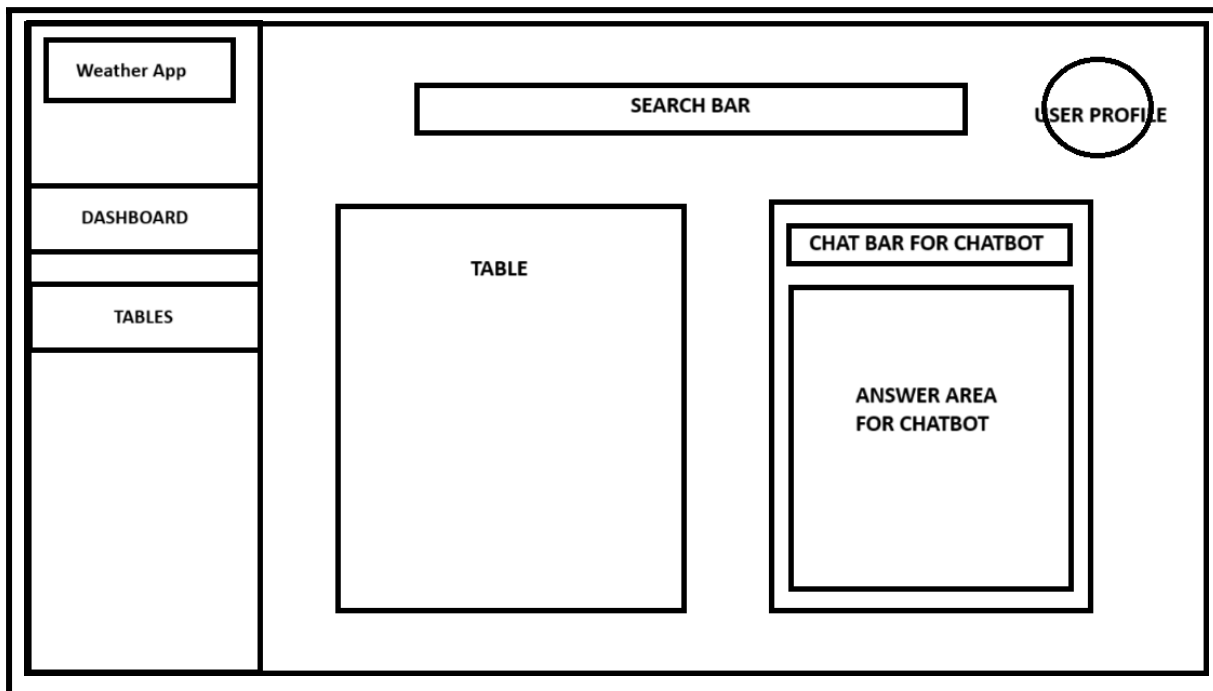 Weather App
SEARCH BAR
USER PROFILE
DASHBOARD
TABLES
TABLE
CHAT BAR FOR CHATBOT
ANSWER AREA
FOR CHATBOT